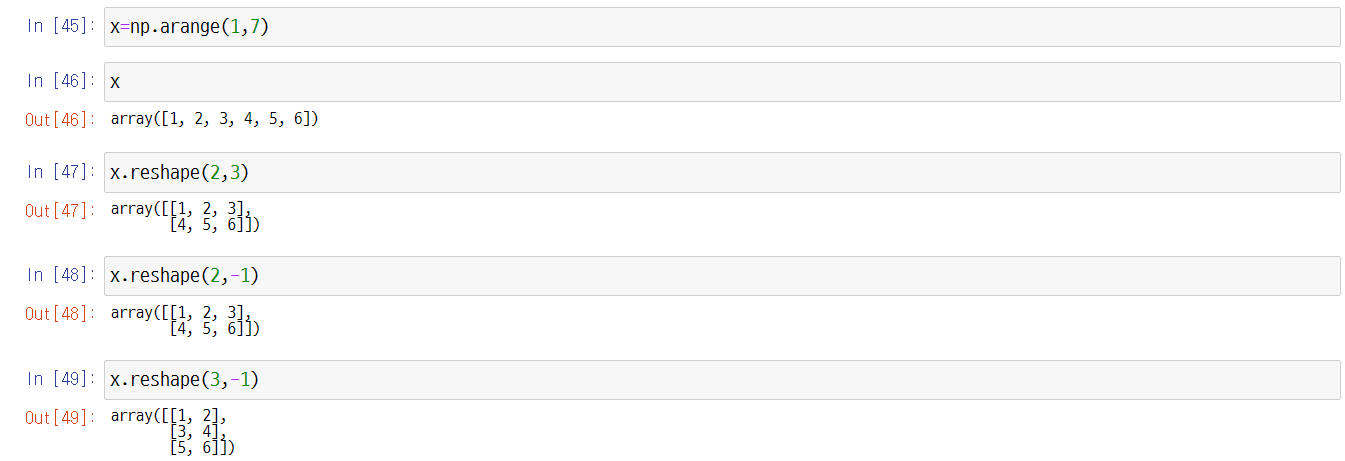 In [45]: x=np.arange(1,7)
In [46]: x
Out[46]: array([1, 2, 3, 4, 5, 6])
In [47]: x.reshape(2,3)
Out[47]: array([[1, 2, 3],
[4, 5, 6]])
In [48]: x.reshape(2,-1)
Out[48]: array([[1, 2, 3],
[4, 5, 6]])
In [49]: x.reshape(3,-1)
Out[49]: array([[1, 2],
[3, 4],
[5, 6]])